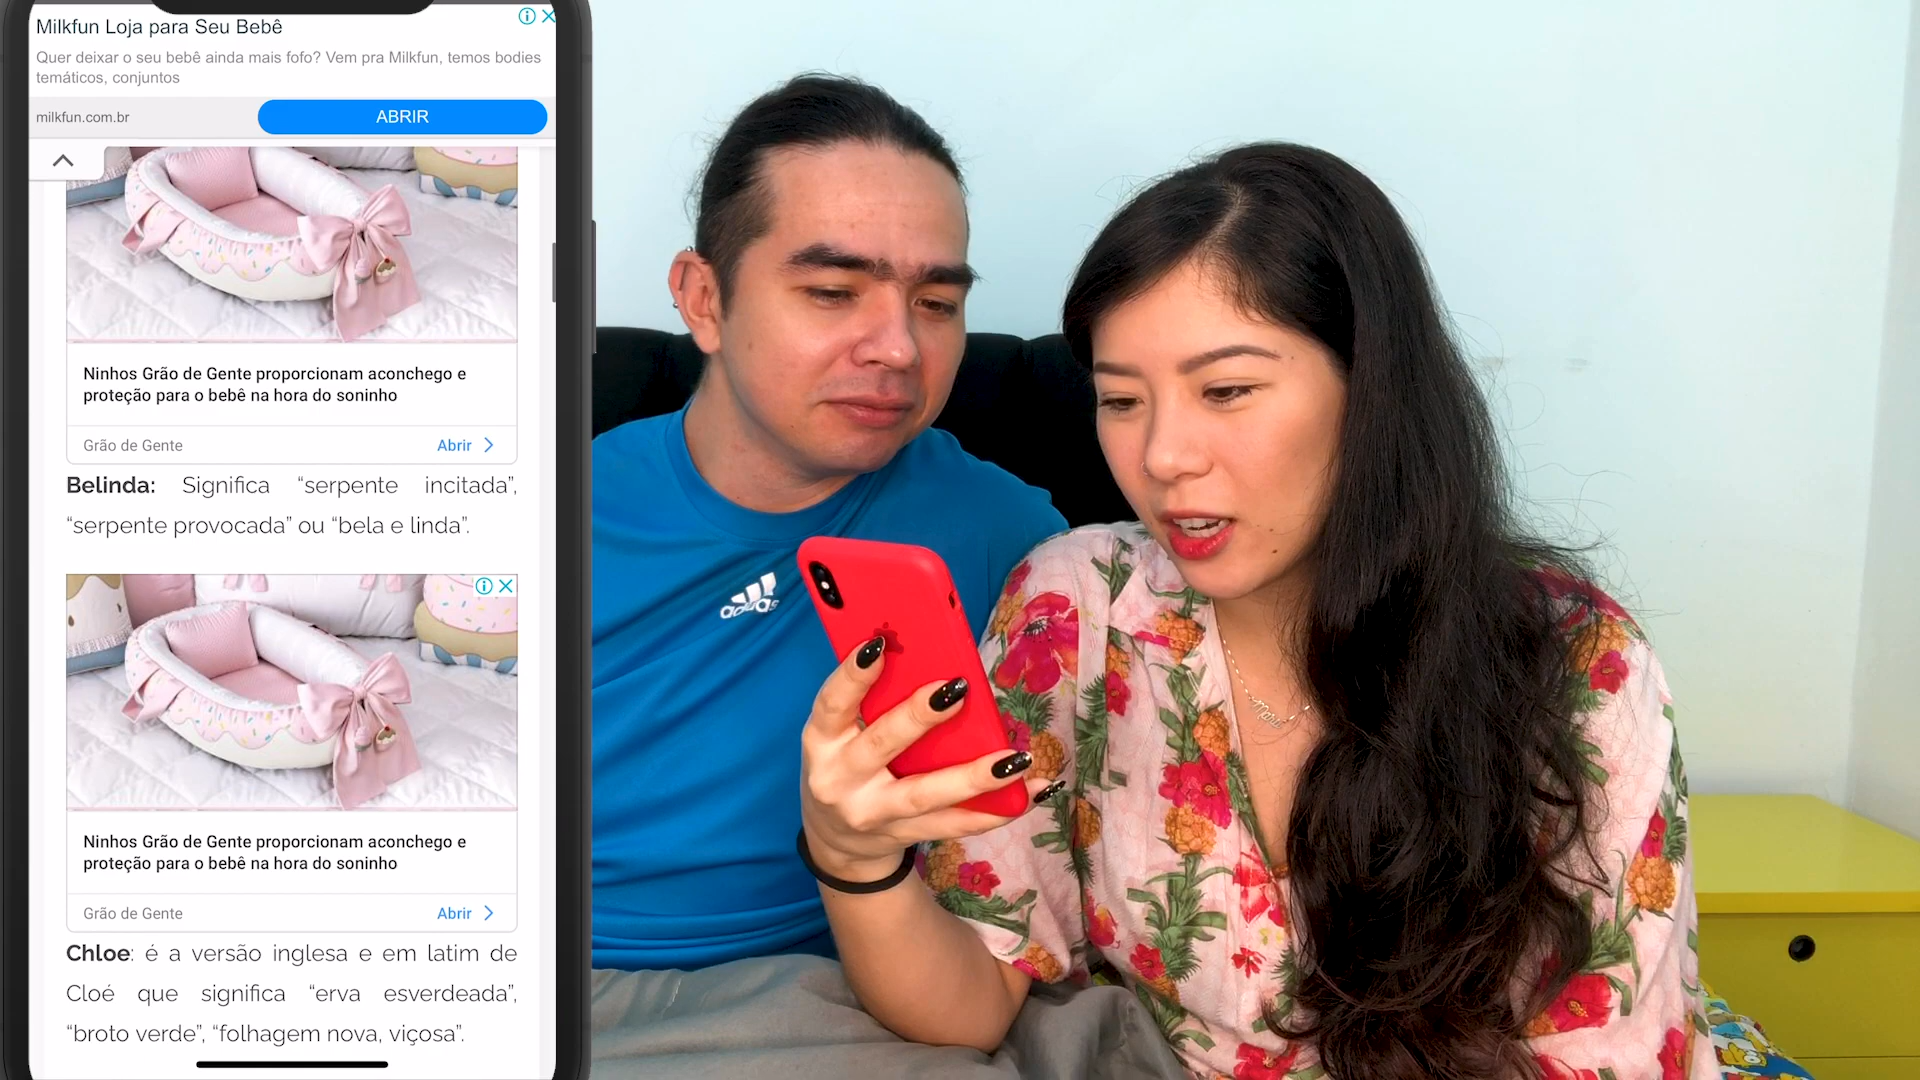 Milkfun Loja para Seu Bebê
Quer deixar o seu bebê ainda mais fofo? Vem pra Milkfun, temos bodies
temáticos, conjuntos
milkfun.com.br
ABRIR
Ninhos Grão de Gente proporcionam aconchego e
proteção para o bebê na hora do soninho
Grão de Gente
Abrir
Belinda: Significa “serpente incitada”,
“serpente provocada” ou “bela e linda”.
Ninhos Grão de Gente proporcionam aconchego e
proteção para o bebê na hora do soninho
Grão de Gente
Abrir
Chloe: é a versão inglesa e em latim de
Cloé que significa “erva esverdeada”,
“broto verde”, “folhagem nova, viçosa”.
adidas